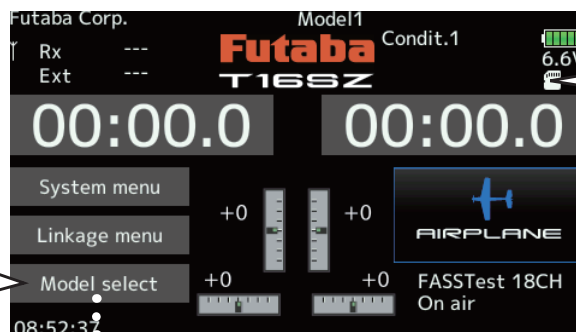 Futaba Corp.
Model1
Condit.1
Rx ---
Ext ---
Futaba
T16SZ
6.6V
00:00.0
00:00.0
System menu
Linkage menu
Model select
+0
+0
+0
+0
AIRPLANE
FASSTest 18CH
On air
08:52:37